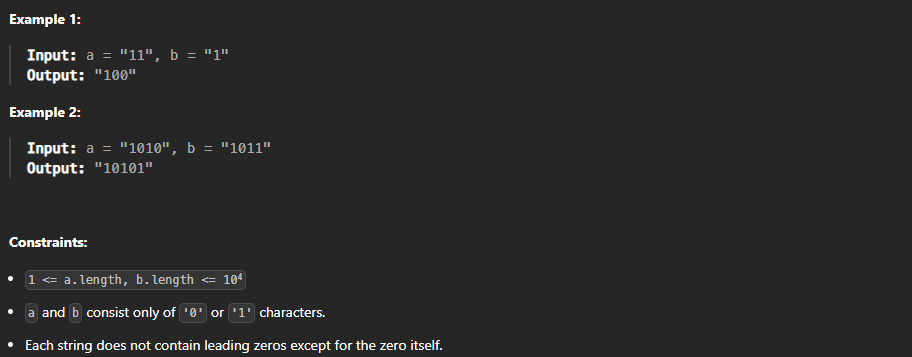 Example 1:
Input: a = "11", b = "1"
Output: "100"
Example 2:
Input: a = "1010", b = "1011"
Output: "10101"
Constraints:
• 1 <= a.length, b.length <= 10⁴
• a and b consist only of '0' or '1' characters.
• Each string does not contain leading zeros except for the zero itself.